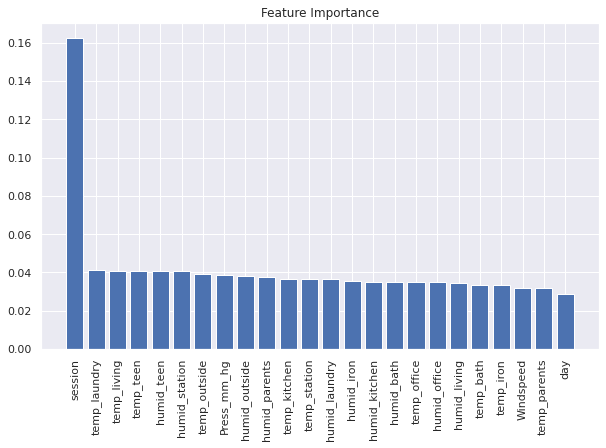 Feature Importance
0.16
0.14
0.12
0.10
0.08
0.06
0.04
0.02
0.00
session
temp_laundry
temp_living
temp_teen
humid_teen
humid_station
temp_outside
Press_mm_hg
humid_outside
humid_parents
temp_kitchen
temp_station
humid_laundry
humid_iron
humid_kitchen
humid_bath
temp_office
humid_office
humid_living
temp_bath
temp_iron
Windspeed
temp_parents
day